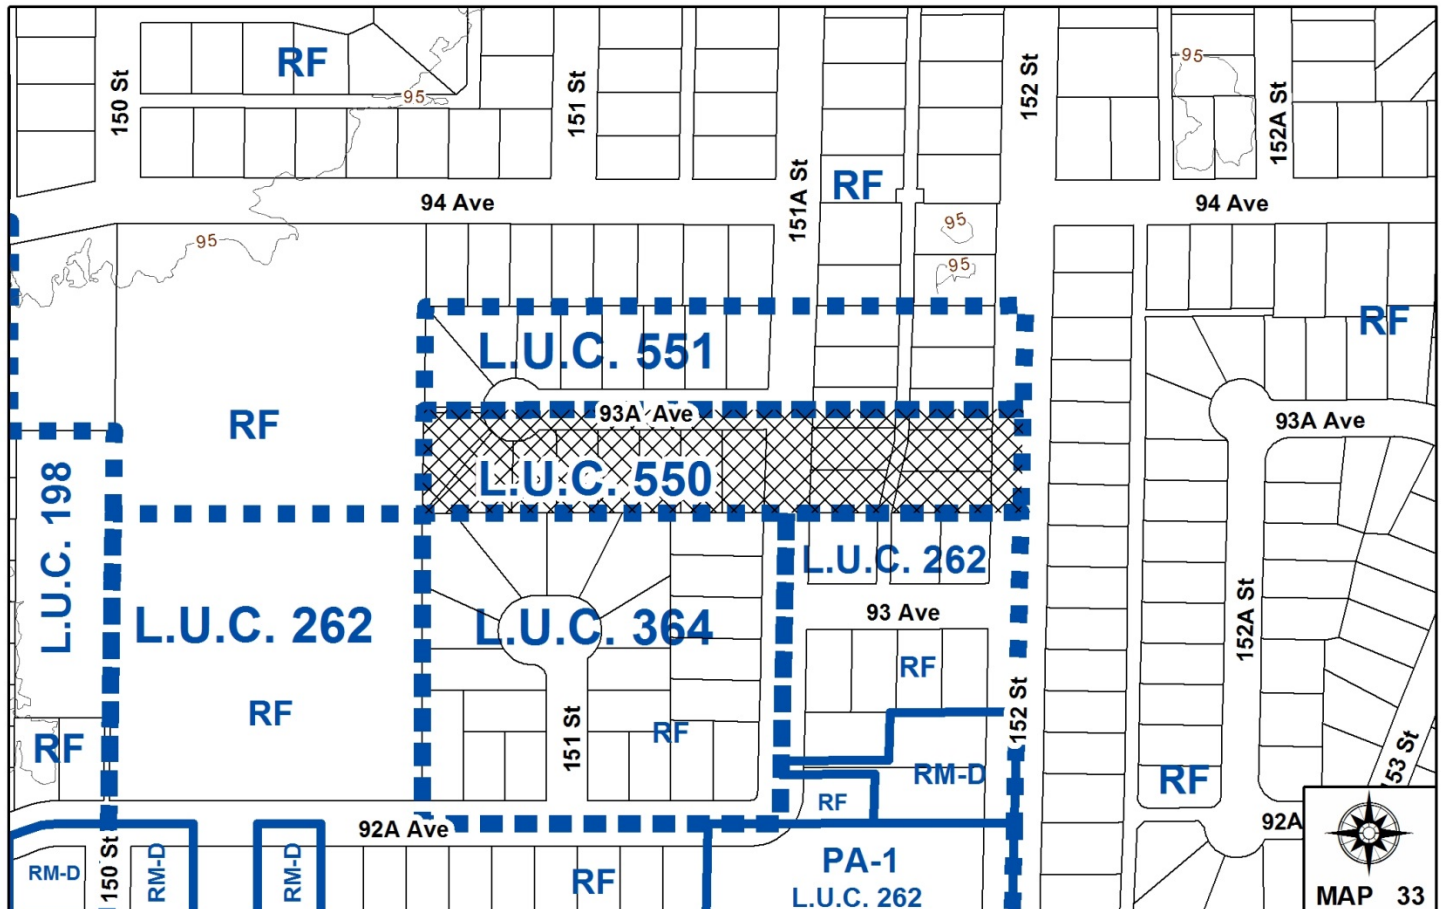 RF
95
95
150 St
151 St
152 St
152A St
RF
151A St
94 Ave
94 Ave
95
95
95
RF
L.U.C. 551
RF
93A Ave
93A Ave
L.U.C. 550
L.U.C. 198
L.U.C. 262
L.U.C. 262
L.U.C. 364
93 Ave
152A St
RF
RF
RF
RF
151 St
152 St
153 St
RM-D
RF
RF
92A Ave
92A
150 St
RM-D
RM-D
RM-D
RF
PA-1
L.U.C. 262
MAP 33